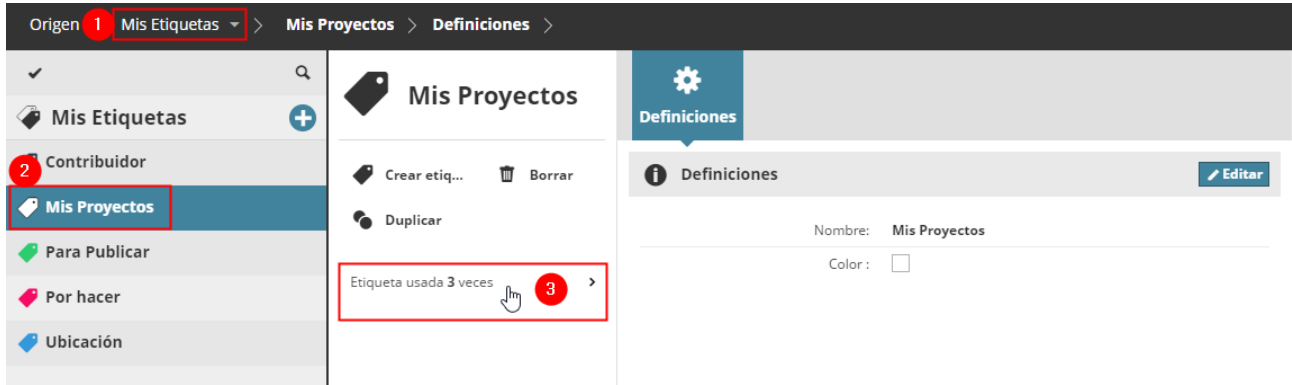 Origen 1 Mis Etiquetas > Mis Proyectos > Definiciones >
Mis Etiquetas
2
Contribuidor
Mis Proyectos
Para Publicar
Por hacer
Ubicación
Mis Proyectos
Crear etiq... Borrar
Duplicar
Etiqueta usada 3 veces 3 >
Definiciones
Definiciones Editar
Nombre: Mis Proyectos
Color :